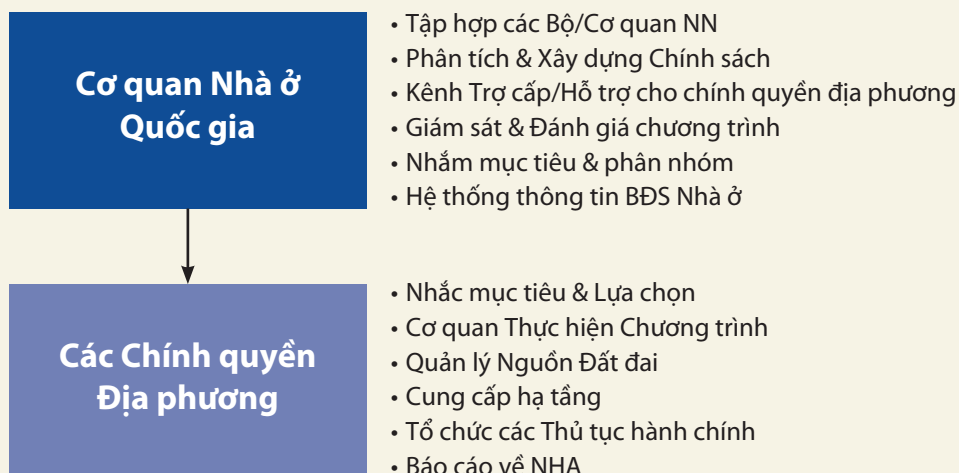 Cơ quan Nhà ở
Quốc gia
• Tập hợp các Bộ/Cơ quan NN
• Phân tích & Xây dựng Chính sách
• Kênh Trợ cấp/Hỗ trợ cho chính quyền địa phương
• Giám sát & Đánh giá chương trình
• Nhắm mục tiêu & phân nhóm
• Hệ thống thông tin BĐS Nhà ở
Các Chính quyền
Địa phương
• Nhắc mục tiêu & Lựa chọn
• Cơ quan Thực hiện Chương trình
• Quản lý Nguồn Đất đai
• Cung cấp hạ tầng
• Tổ chức các Thủ tục hành chính
• Báo cáo về NHA